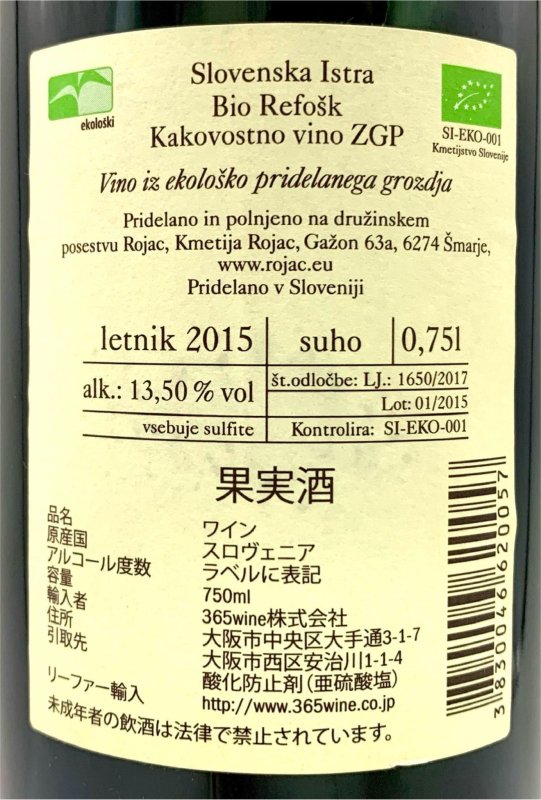 ekološki
Slovenska Istra
Bio Refošk
Kakovostno vino ZGP
SI-EKO-001
Kmetijstvo Slovenije
Vino iz ekološko pridelanega grozdja
Pridelano in polnjeno na družinskem
posestvu Rojac, Kmetija Rojac, Gažon 63a, 6274 Šmarje,
www.rojac.eu
Pridelano v Sloveniji
letnik 2015 suho 0,75l
alk.: 13,50 % vol
št.odločbe: LJ.: 1650/2017
Lot: 01/2015
vsebuje sulfite Kontrolira: SI-EKO-001
果実酒
品名 ワイン
原産国 スロヴェニア
アルコール度数 ラベルに表記
容量 750ml
輸入者 365wine株式会社
住所 大阪市中央区大手通3-1-7
引取先 大阪市西区安治川1-1-4
酸化防止剤(亜硫酸塩)
リーファー輸入 http://www.365wine.co.jp
未成年者の飲酒は法律で禁止されています。
3830046620057